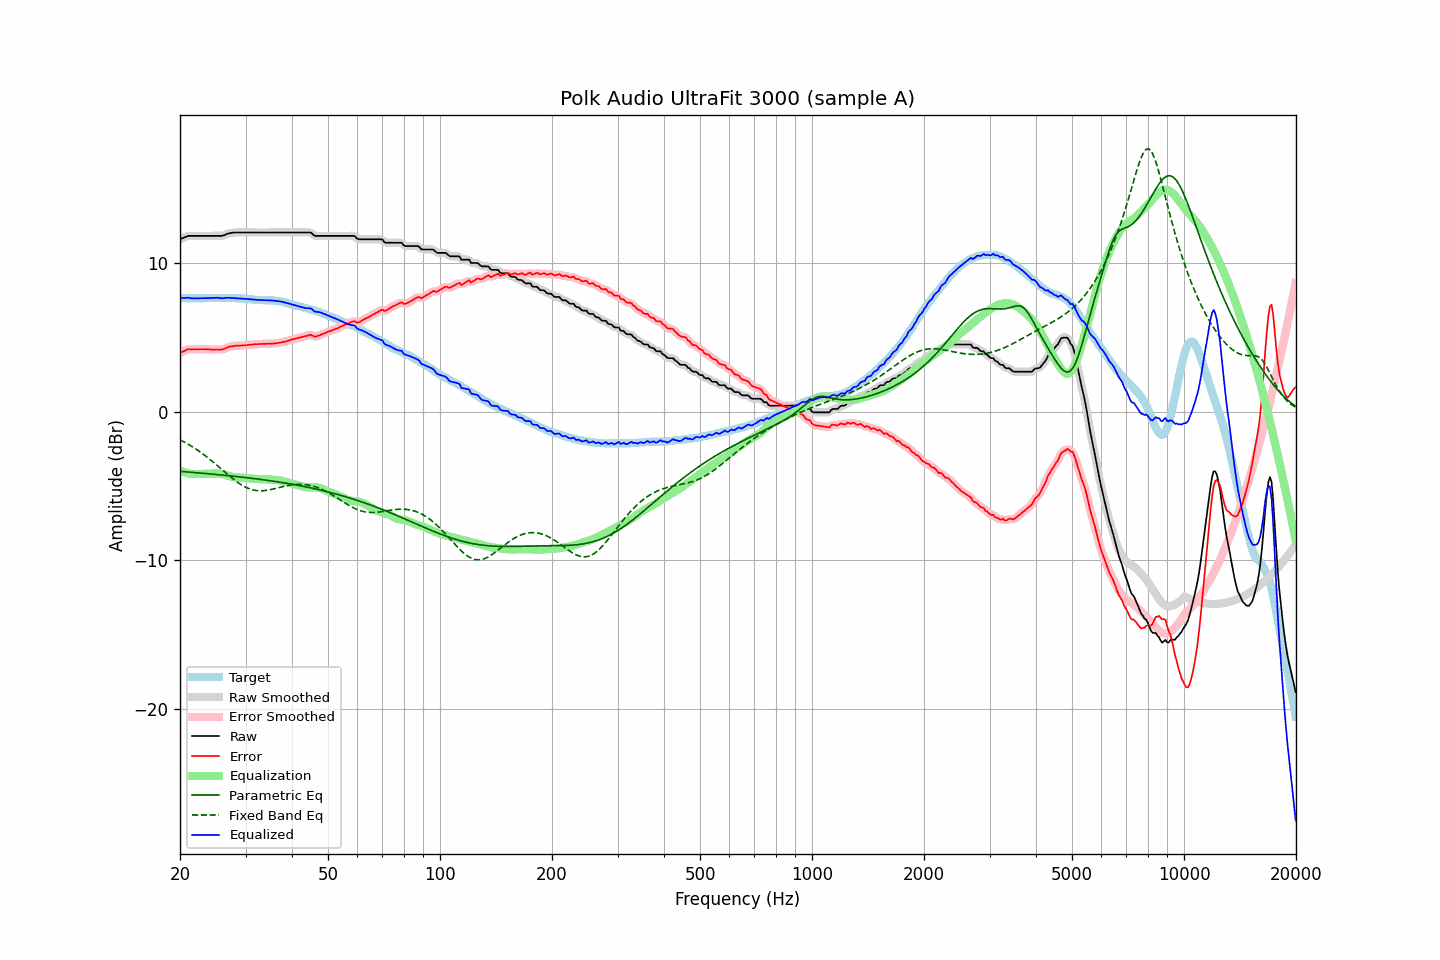 Polk Audio UltraFit 3000 (sample A)
Amplitude (dBr)
10
0
−10
−20
Target
Raw Smoothed
Error Smoothed
Raw
Error
Equalization
Parametric Eq
Fixed Band Eq
Equalized
20 50 100 200 500 1000 2000 5000 10000 20000
Frequency (Hz)